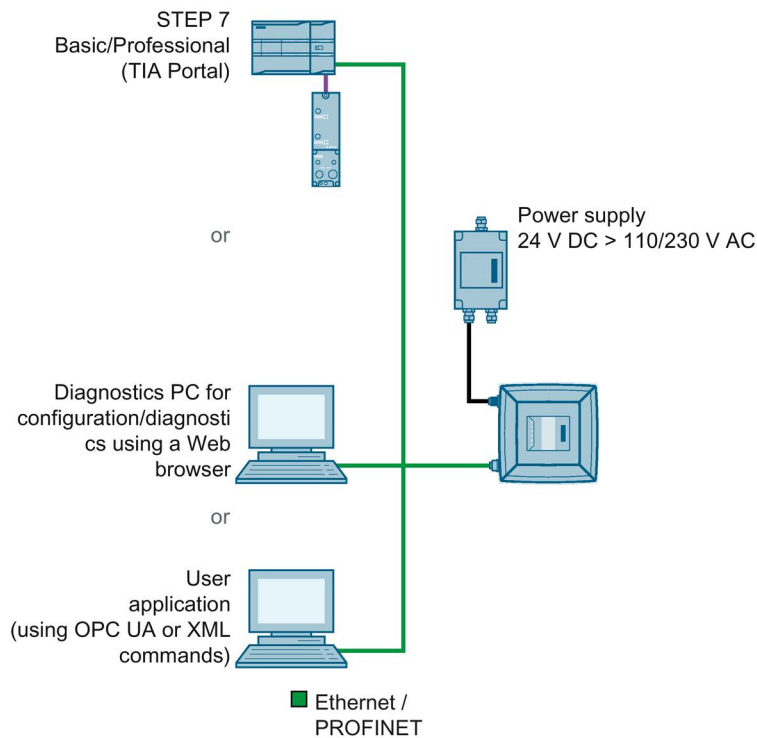 STEP 7
Basic/Professional
(TIA Portal)
or
Power supply
24 V DC > 110/230 V AC
Diagnostics PC for
configuration/diagnosti
cs using a Web
browser
or
User
application
(using OPC UA or XML
commands)
Ethernet /
PROFINET